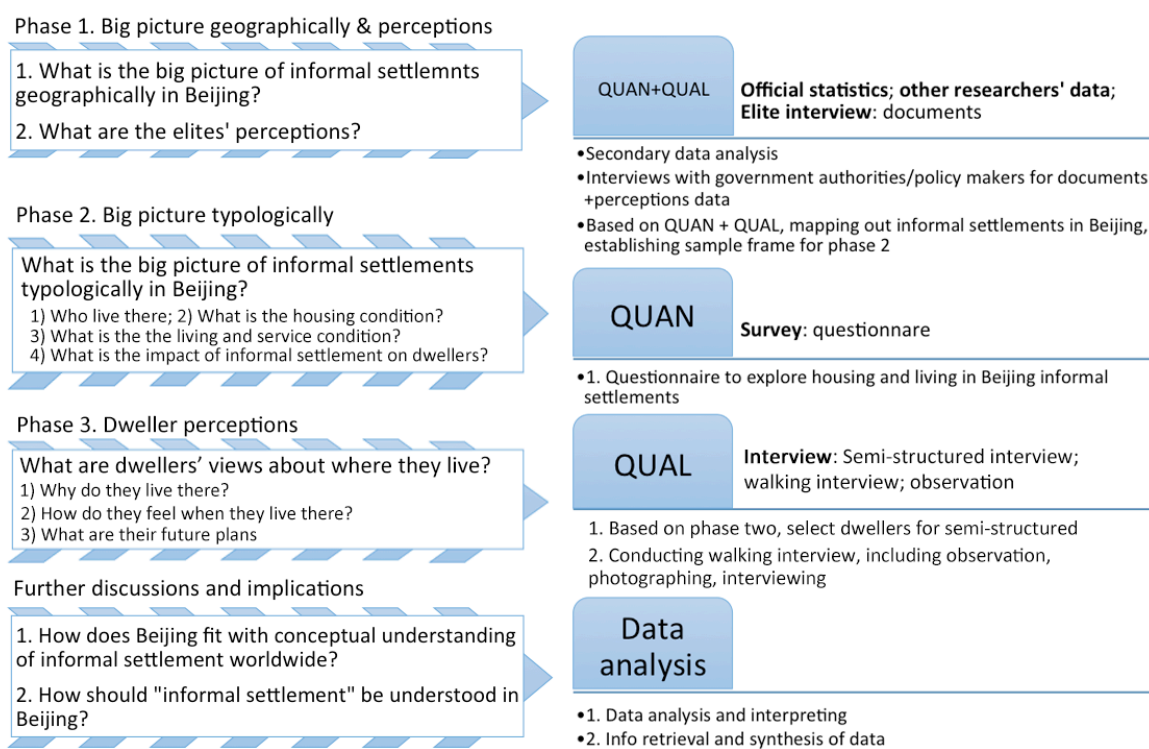 Phase 1. Big picture geographically & perceptions
1. What is the big picture of informal settlemnts
geographically in Beijing?
2. What are the elites' perceptions?
QUAN+QUAL
Official statistics; other researchers' data;
Elite interview: documents
•Secondary data analysis
•Interviews with government authorities/policy makers for documents
+perceptions data
•Based on QUAN + QUAL, mapping out informal settlements in Beijing,
establishing sample frame for phase 2
Phase 2. Big picture typologically
What is the big picture of informal settlements
typologically in Beijing?
1) Who live there; 2) What is the housing condition?
3) What is the the living and service condition?
4) What is the impact of informal settlement on dwellers?
QUAN
Survey: questionnare
•1. Questionnaire to explore housing and living in Beijing informal
settlements
Phase 3. Dweller perceptions
What are dwellers’ views about where they live?
1) Why do they live there?
2) How do they feel when they live there?
3) What are their future plans
QUAL
Interview: Semi-structured interview;
walking interview; observation
1. Based on phase two, select dwellers for semi-structured
2. Conducting walking interview, including observation,
photographing, interviewing
Further discussions and implications
1. How does Beijing fit with conceptual understanding
of informal settlement worldwide?
2. How should "informal settlement" be understood in
Beijing?
Data
analysis
•1. Data analysis and interpreting
•2. Info retrieval and synthesis of data